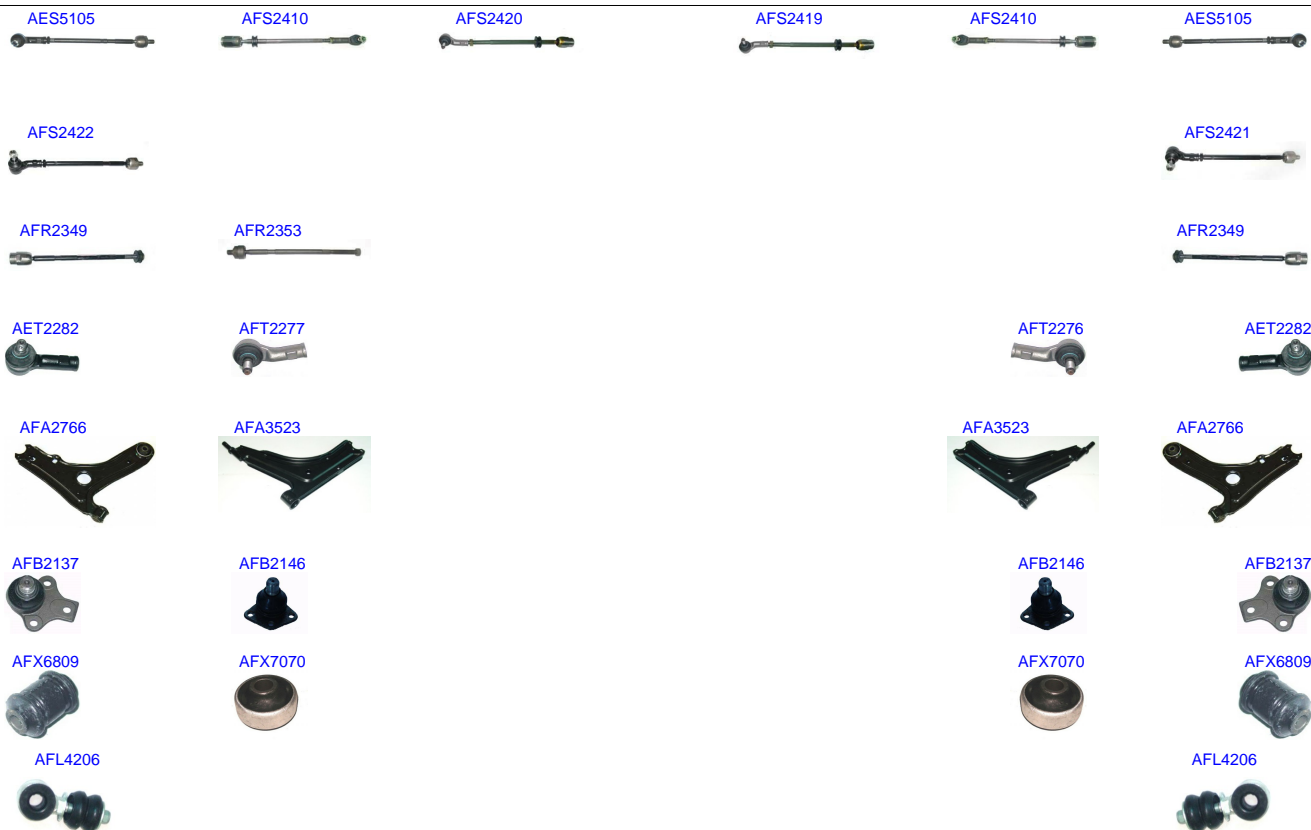 AES5105 AFS2410 AFS2420 AFS2419 AFS2410 AES5105
AFS2422 AFS2421
AFR2349 AFR2353 AFR2349
AET2282 AFT2277 AFT2276 AET2282
AFA2766 AFA3523 AFA3523 AFA2766
AFB2137 AFB2146 AFB2146 AFB2137
AFX6809 AFX7070 AFX7070 AFX6809
AFL4206 AFL4206